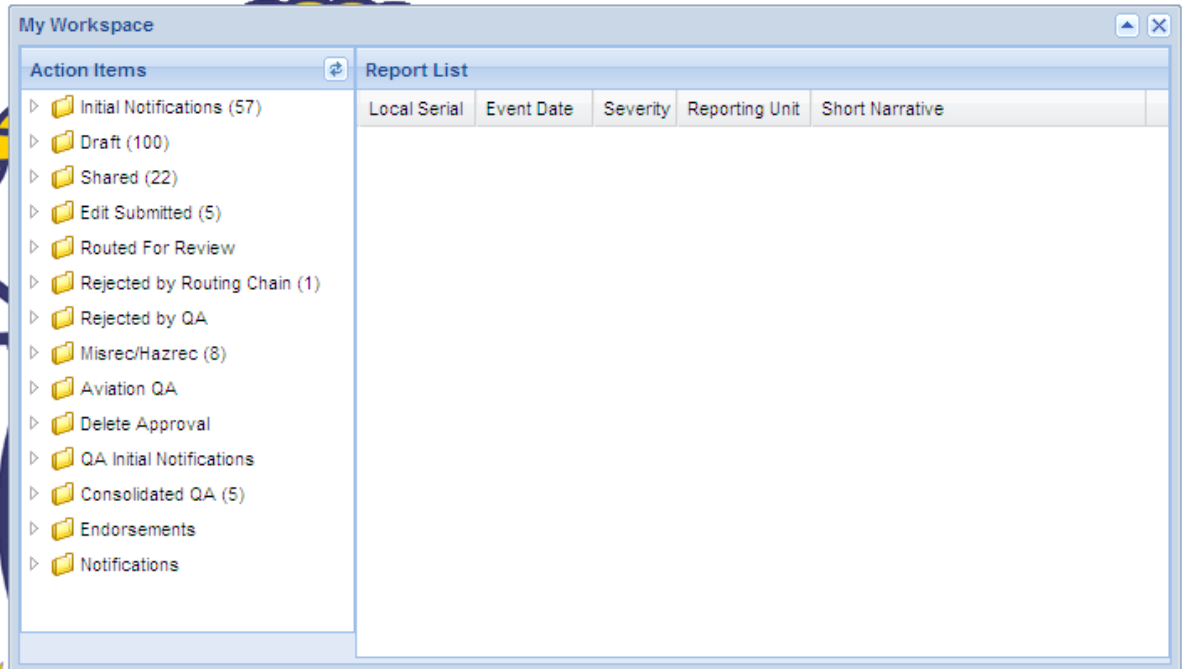 My Workspace
Action Items
Report List
Local Serial Event Date Severity Reporting Unit Short Narrative
Initial Notifications (57)
Draft (100)
Shared (22)
Edit Submitted (5)
Routed For Review
Rejected by Routing Chain (1)
Rejected by QA
Misrec/Hazrec (8)
Aviation QA
Delete Approval
QA Initial Notifications
Consolidated QA (5)
Endorsements
Notifications